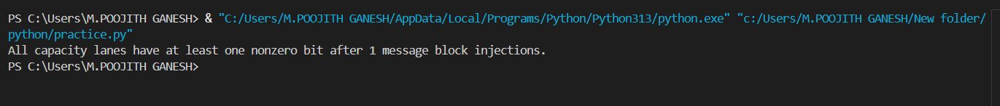 PS C:\Users\M.POOJITH GANESH> & "C:/Users/M.POOJITH GANESH/AppData/Local/Programs/Python/Python313/python.exe" "c:/Users/M.POOJITH GANESH/New folder/
python/practice.py"
All capacity lanes have at least one nonzero bit after 1 message block injections.
PS C:\Users\M.POOJITH GANESH>